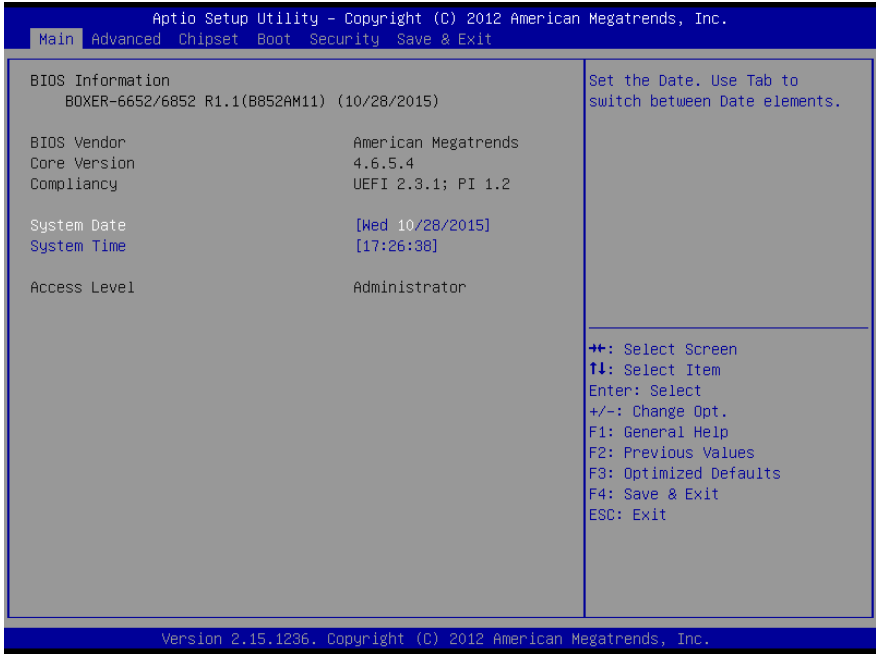 Aptio Setup Utility – Copyright (C) 2012 American Megatrends, Inc.
Main Advanced Chipset Boot Security Save & Exit
BIOS Information
BOXER-6652/6852 R1.1(B852AM11) (10/28/2015)
BIOS Vendor American Megatrends
Core Version 4.6.5.4
Compliancy UEFI 2.3.1; PI 1.2
System Date [Wed 10/28/2015]
System Time [17:26:38]
Access Level Administrator
Set the Date. Use Tab to
switch between Date elements.
→←: Select Screen
↑↓: Select Item
Enter: Select
+/-: Change Opt.
F1: General Help
F2: Previous Values
F3: Optimized Defaults
F4: Save & Exit
ESC: Exit
Version 2.15.1236. Copyright (C) 2012 American Megatrends, Inc.